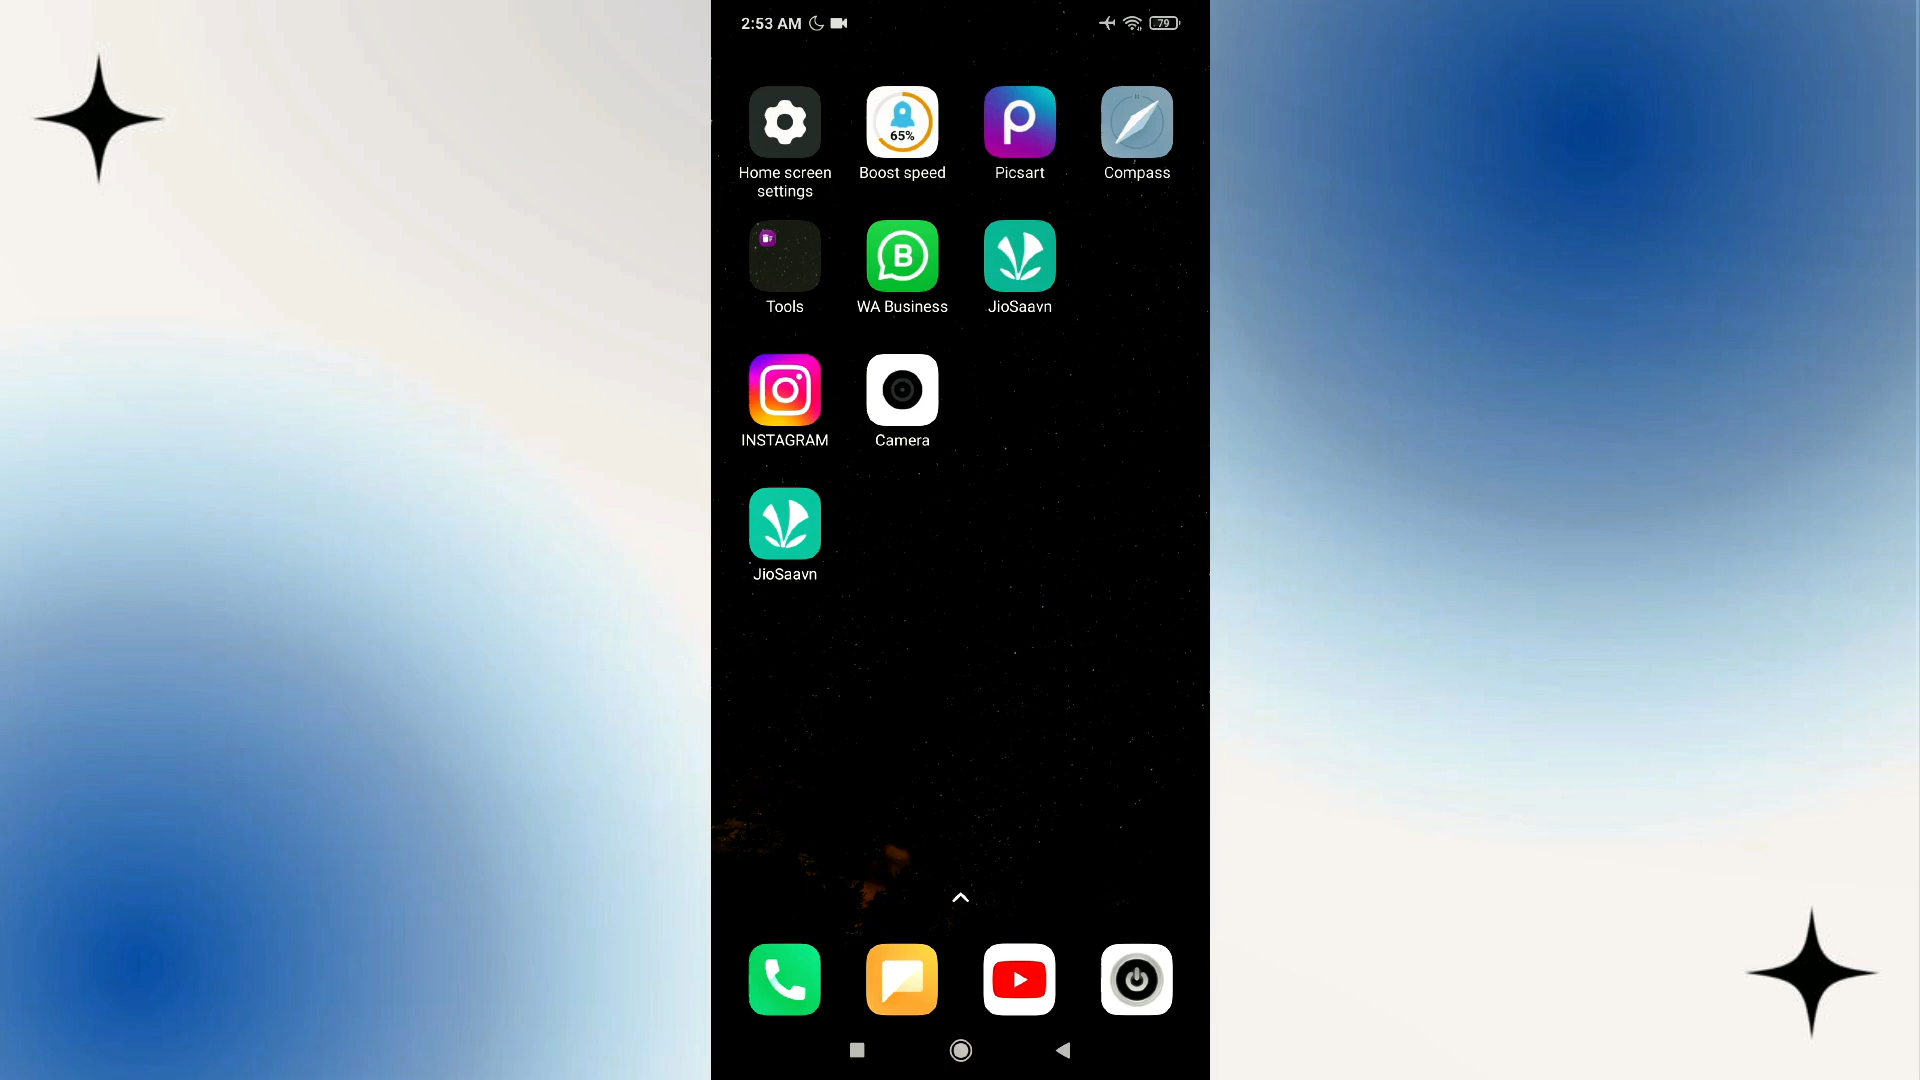 2:53 AM
79
65%
Home screen
settings
Boost speed
Picsart
Compass
Tools
B
WA Business
JioSaavn
INSTAGRAM
Camera
JioSaavn